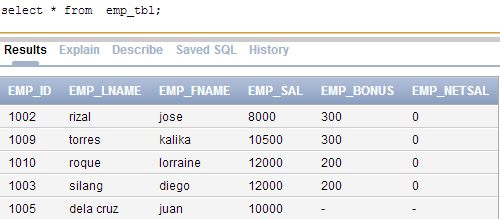 select * from  emp_tbl;
Results Explain Describe Saved SQL History
EMP_ID EMP_LNAME EMP_FNAME EMP_SAL EMP_BONUS EMP_NETSAL
1002 rizal jose 8000 300 0
1009 torres kalika 10500 300 0
1010 roque lorraine 12000 200 0
1003 silang diego 12000 200 0
1005 dela cruz juan 10000 - -